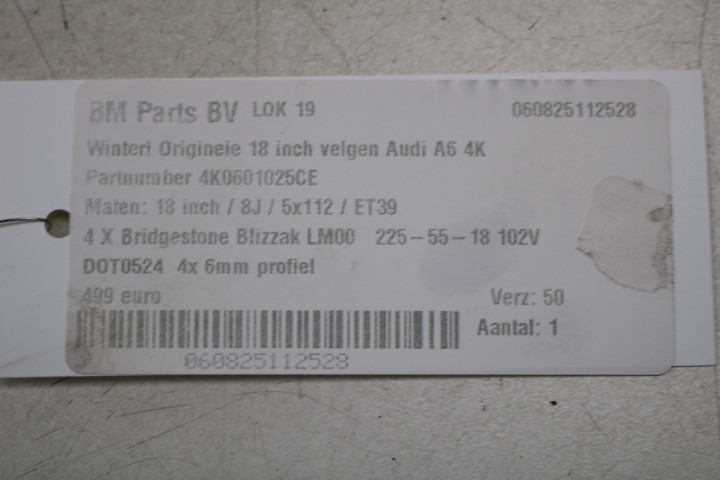 BM Parts BV LOK 19 060825112528
Winter! Originele 18 inch velgen Audi A6 4K
Partnumber 4K0601025CE
Maten: 18 inch / 8J / 5x112 / ET39
4 X Bridgestone Blizzak LM00 225-55-18 102V
DOT0524 4x 6mm profiel
499 euro Verz: 50
Aantal: 1
060825112528